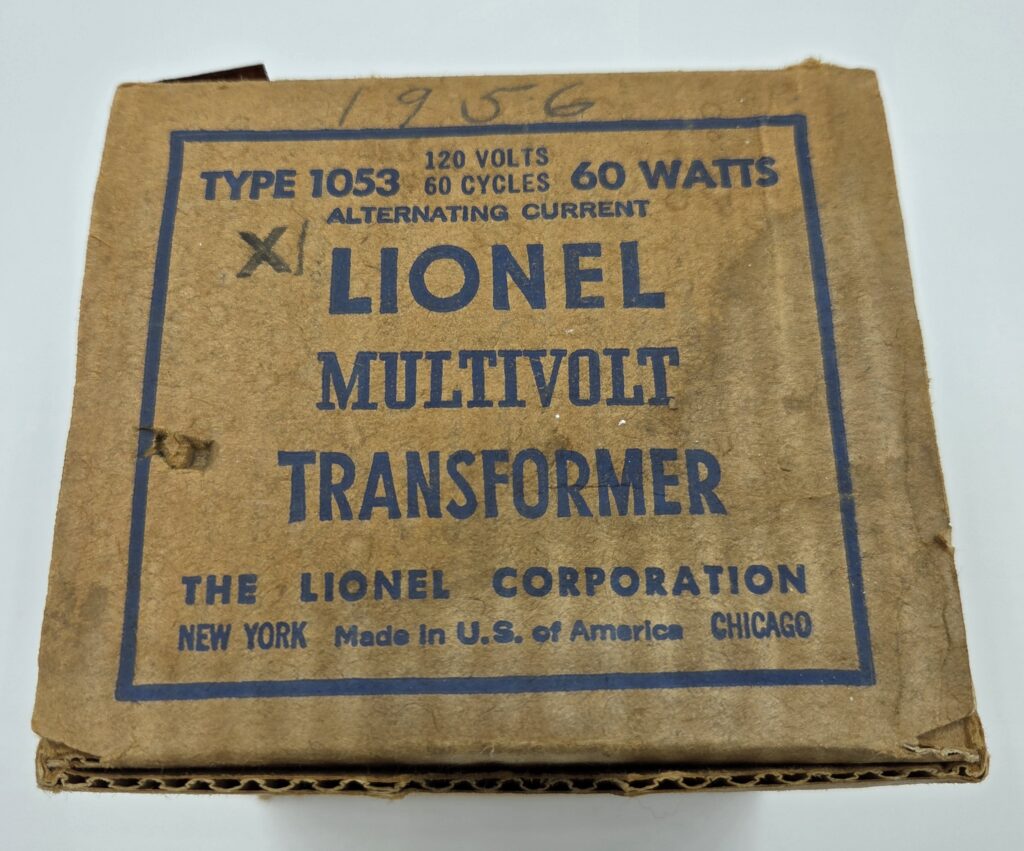 1956
TYPE 1053 120 VOLTS 60 CYCLES 60 WATTS
ALTERNATING CURRENT
X
LIONEL
MULTIVOLT
TRANSFORMER
THE LIONEL CORPORATION
NEW YORK Made in U.S. of America CHICAGO